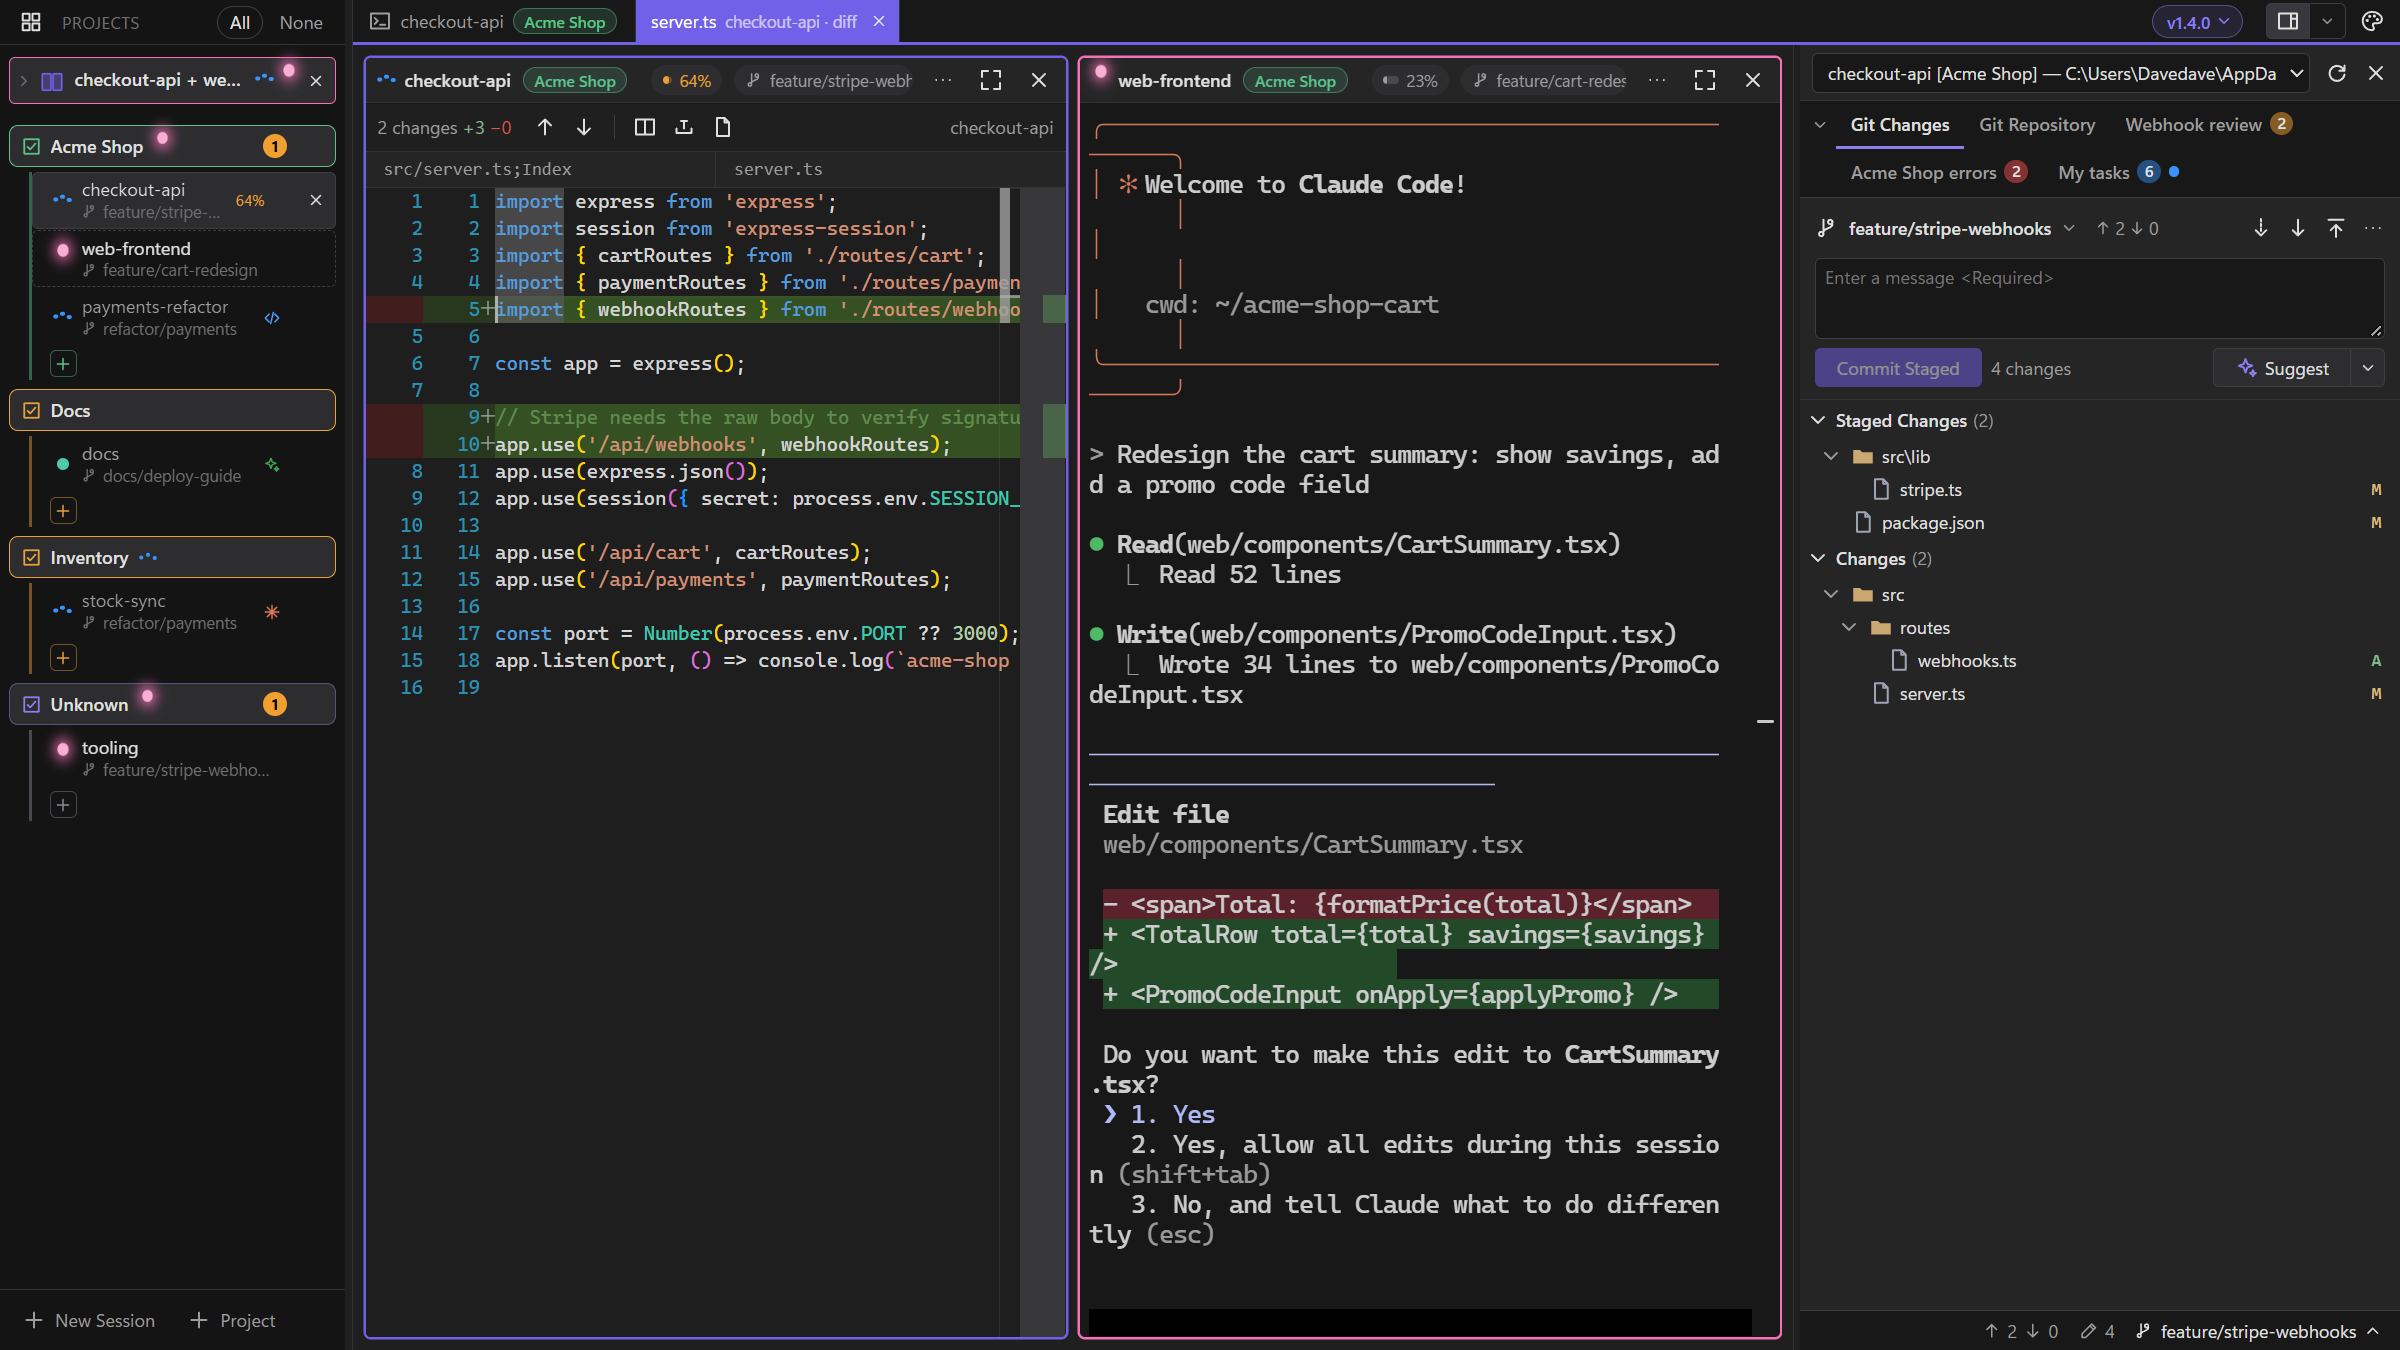 PROJECTS All None
checkout-api + we...
Acme Shop 1
checkout-api 64%
feature/stripe-...
web-frontend
feature/cart-redesign
payments-refactor
refactor/payments
Docs
docs
docs/deploy-guide
Inventory
stock-sync
refactor/payments
Unknown 1
tooling
feature/stripe-webho...
New Session Project
checkout-api Acme Shop
server.ts checkout-api · diff
v1.4.0
checkout-api Acme Shop 64% feature/stripe-webh
2 changes +3 −0 checkout-api
src/server.ts;Index server.ts
1 1 import express from 'express';
2 2 import session from 'express-session';
3 3 import { cartRoutes } from './routes/cart';
4 4 import { paymentRoutes } from './routes/paymen
5+ import { webhookRoutes } from './routes/webhoo
5 6
6 7 const app = express();
7 8
9+ // Stripe needs the raw body to verify signatu
10+ app.use('/api/webhooks', webhookRoutes);
8 11 app.use(express.json());
9 12 app.use(session({ secret: process.env.SESSION_
10 13
11 14 app.use('/api/cart', cartRoutes);
12 15 app.use('/api/payments', paymentRoutes);
13 16
14 17 const port = Number(process.env.PORT ?? 3000);
15 18 app.listen(port, () => console.log(`acme-shop
16 19
web-frontend Acme Shop 23% feature/cart-redes
✻ Welcome to Claude Code!
cwd: ~/acme-shop-cart
> Redesign the cart summary: show savings, ad
d a promo code field
● Read(web/components/CartSummary.tsx)
⎿ Read 52 lines
● Write(web/components/PromoCodeInput.tsx)
⎿ Wrote 34 lines to web/components/PromoCo
deInput.tsx
Edit file
web/components/CartSummary.tsx
- <span>Total: {formatPrice(total)}</span>
+ <TotalRow total={total} savings={savings}
/>
+ <PromoCodeInput onApply={applyPromo} />
Do you want to make this edit to CartSummary
.tsx?
❯ 1. Yes
2. Yes, allow all edits during this sessio
n (shift+tab)
3. No, and tell Claude what to do differen
tly (esc)
checkout-api [Acme Shop] — C:\Users\Davedave\AppDa
Git Changes Git Repository Webhook review 2
Acme Shop errors 2 My tasks 6
feature/stripe-webhooks ↑ 2 ↓ 0
Enter a message <Required>
Commit Staged 4 changes Suggest
Staged Changes (2)
src\lib
stripe.ts M
package.json M
Changes (2)
src
routes
webhooks.ts A
server.ts M
↑ 2 ↓ 0 4 feature/stripe-webhooks